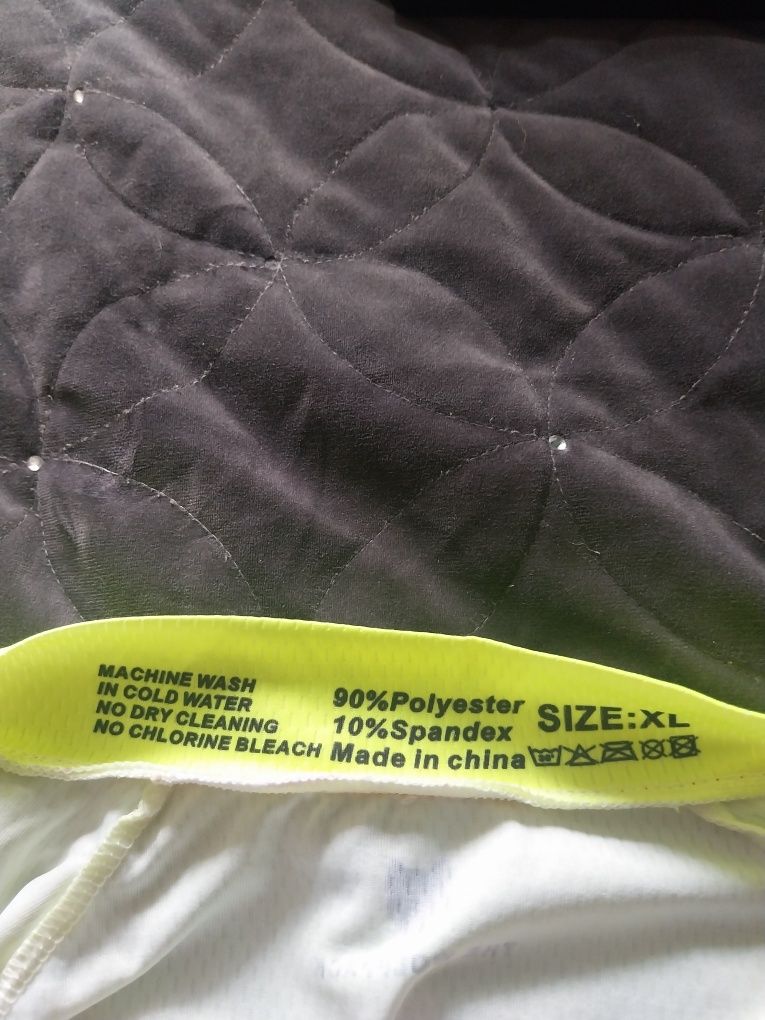 MACHINE WASH
IN COLD WATER
NO DRY CLEANING
NO CHLORINE BLEACH
90%Polyester
10%Spandex
Made in china
SIZE:XL